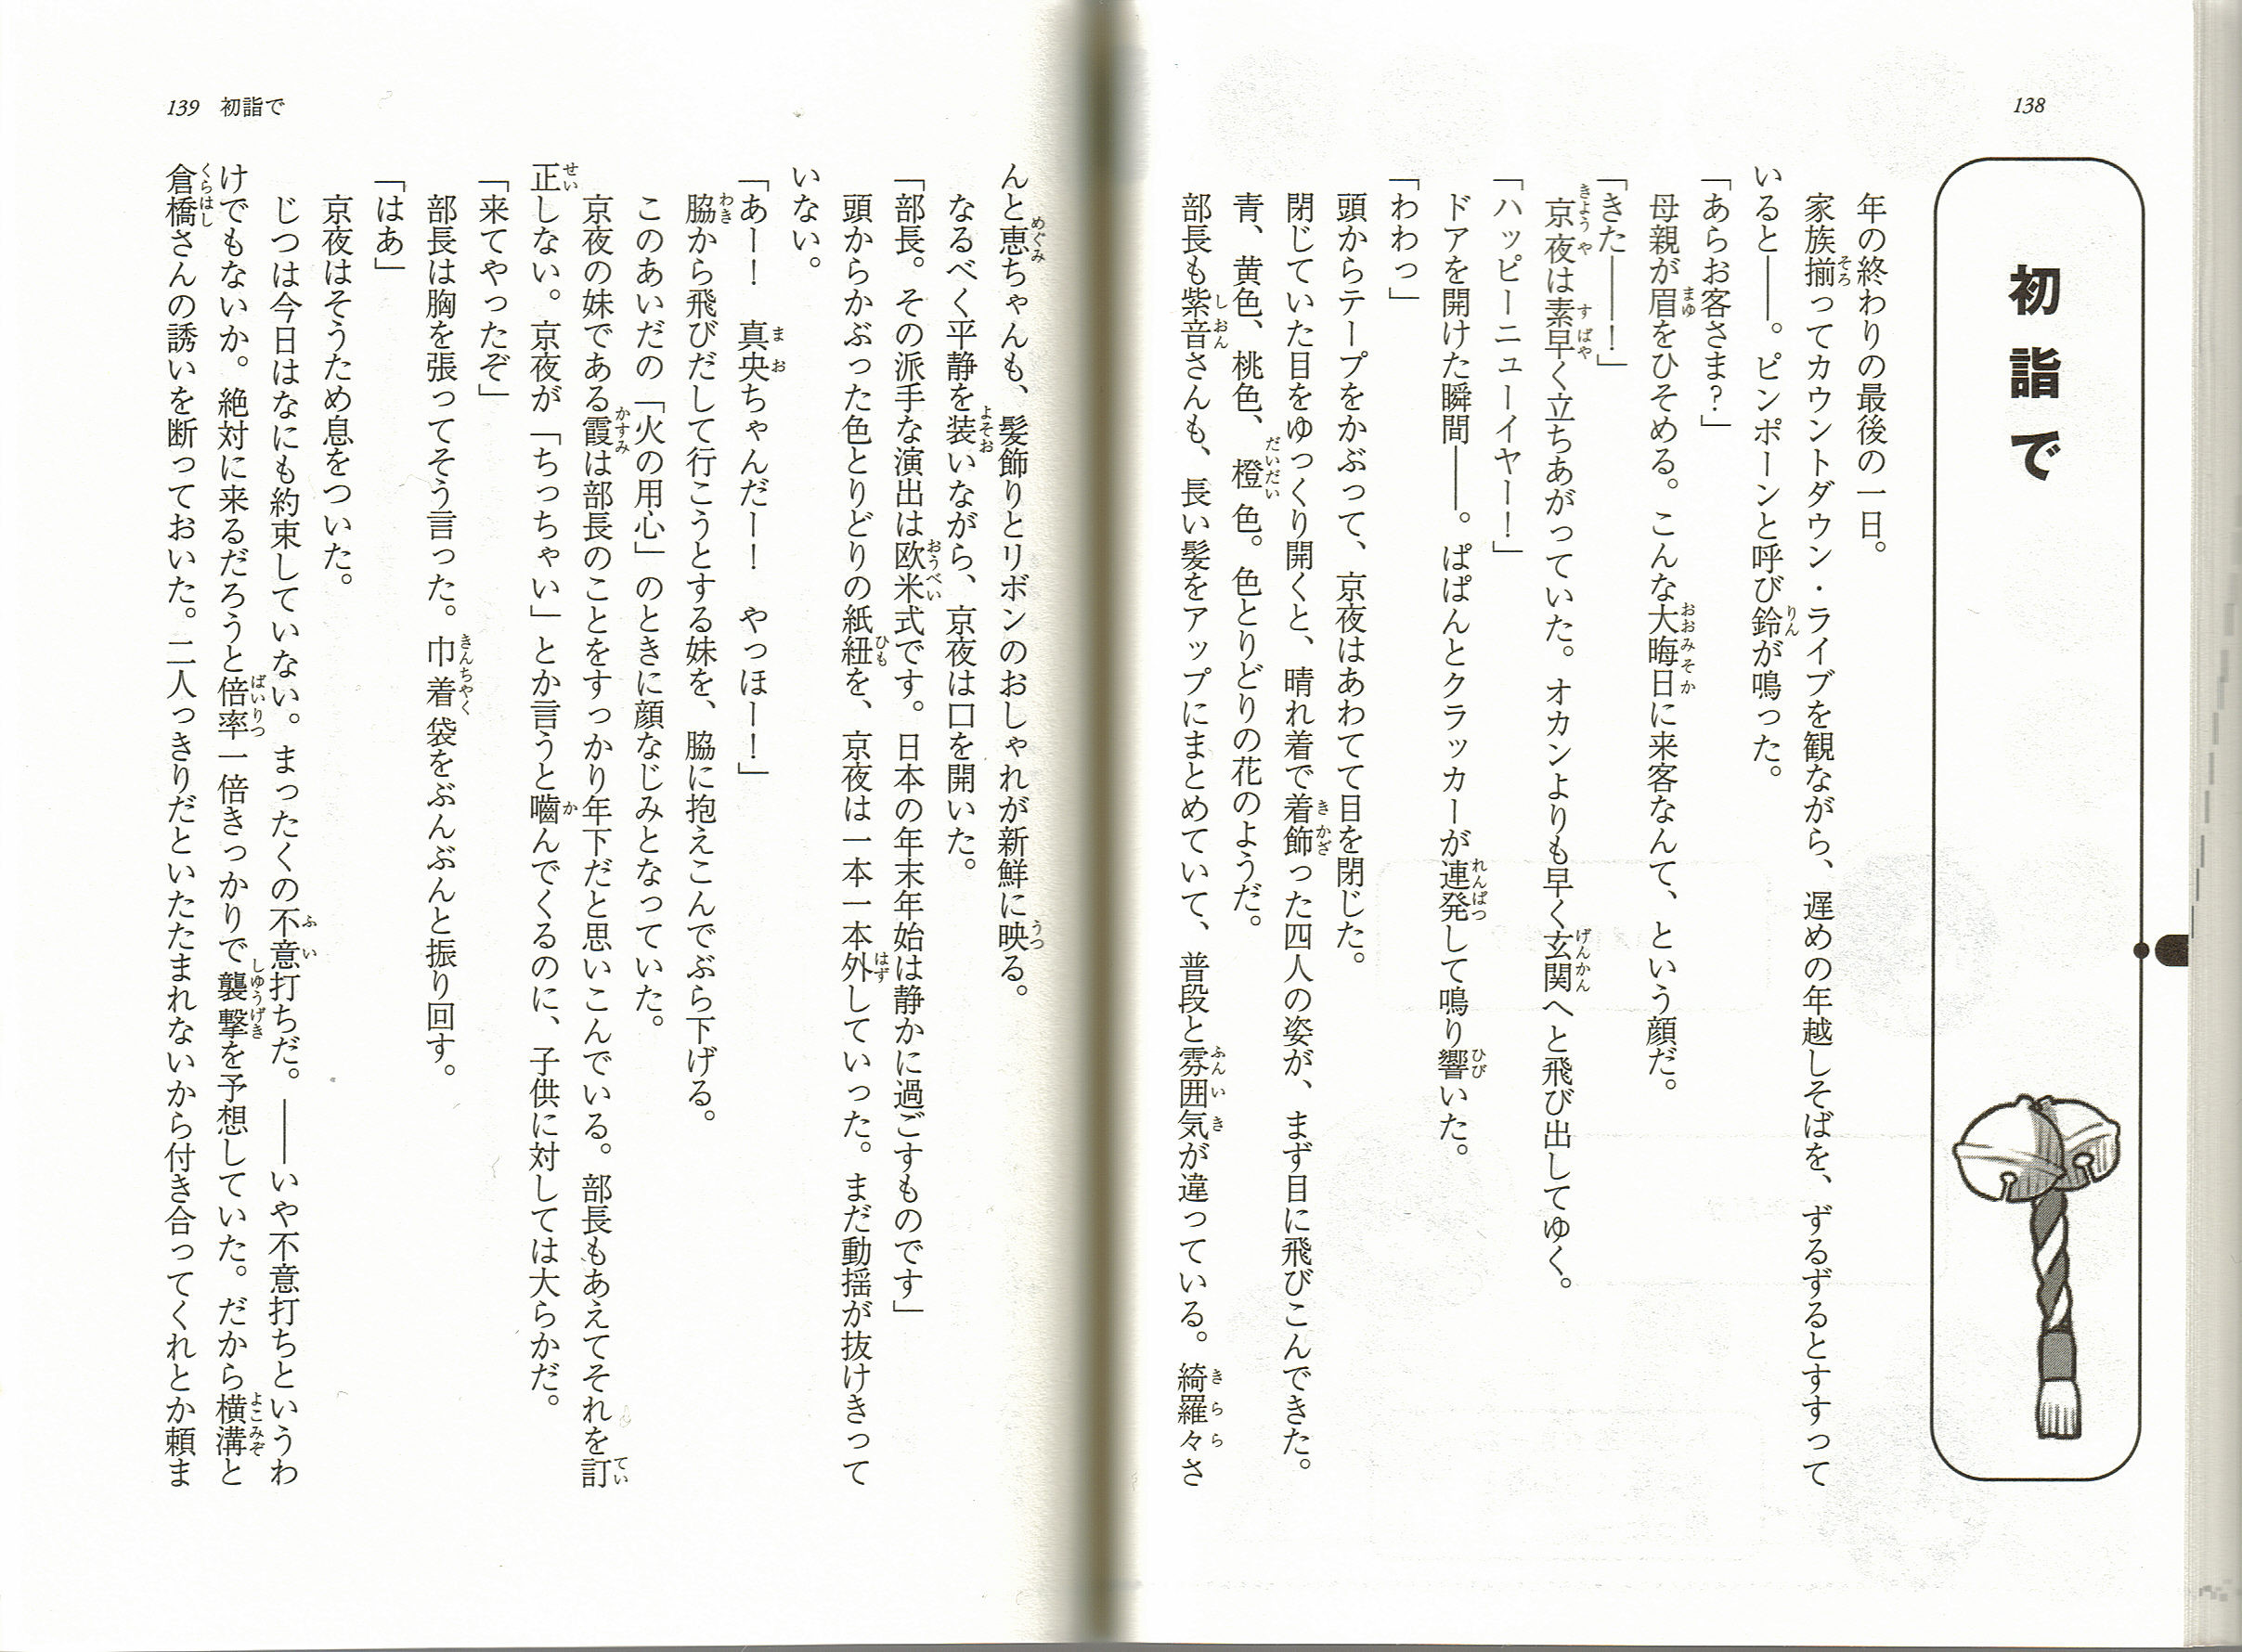 138
初詣で
年の終わりの最後の一日。
家族揃ってカウントダウン・ライブを観ながら、遅めの年越しそばを、ずるずるとすすって
いると――。ピンポーンと呼び鈴が鳴った。
「あらお客さま？」
母親が眉をひそめる。こんな大晦日に来客なんて、という顔だ。
「きた――！」
京夜は素早く立ちあがっていた。オカンよりも早く玄関へと飛び出してゆく。
「ハッピーニューイヤー！」
ドアを開けた瞬間――。ぱぱんとクラッカーが連発して鳴り響いた。
「わわっ」
頭からテープをかぶって、京夜はあわてて目を閉じた。
閉じていた目をゆっくり開くと、晴れ着で着飾った四人の姿が、まず目に飛びこんできた。
青、黄色、桃色、橙色。色とりどりの花のようだ。
部長も紫音さんも、長い髪をアップにまとめていて、普段と雰囲気が違っている。綺羅々さ
んと恵ちゃんも、髪飾りとリボンのおしゃれが新鮮に映る。
なるべく平静を装いながら、京夜は口を開いた。
「部長。その派手な演出は欧米式です。日本の年末年始は静かに過ごすものです」
頭からかぶった色とりどりの紙紐を、京夜は一本一本外していった。まだ動揺が抜けきって
いない。
「あー！　真央ちゃんだー！　やっほー！」
脇から飛びだして行こうとする妹を、脇に抱えこんでぶら下げる。
このあいだの「火の用心」のときに顔なじみとなっていた。
京夜の妹である霞は部長のことをすっかり年下だと思いこんでいる。部長もあえてそれを訂
正しない。京夜が「ちっちゃい」とか言うと嚙んでくるのに、子供に対しては大らかだ。
「来てやったぞ」
部長は胸を張ってそう言った。巾着袋をぶんぶんと振り回す。
「はあ」
京夜はそうため息をついた。
じつは今日はなにも約束していない。まったくの不意打ちだ。――いや不意打ちというわ
けでもないか。絶対に来るだろうと倍率一倍きっかりで襲撃を予想していた。だから横溝と
倉橋さんの誘いを断っておいた。二人っきりだといたたまれないから付き合ってくれとか頼ま
139　初詣で